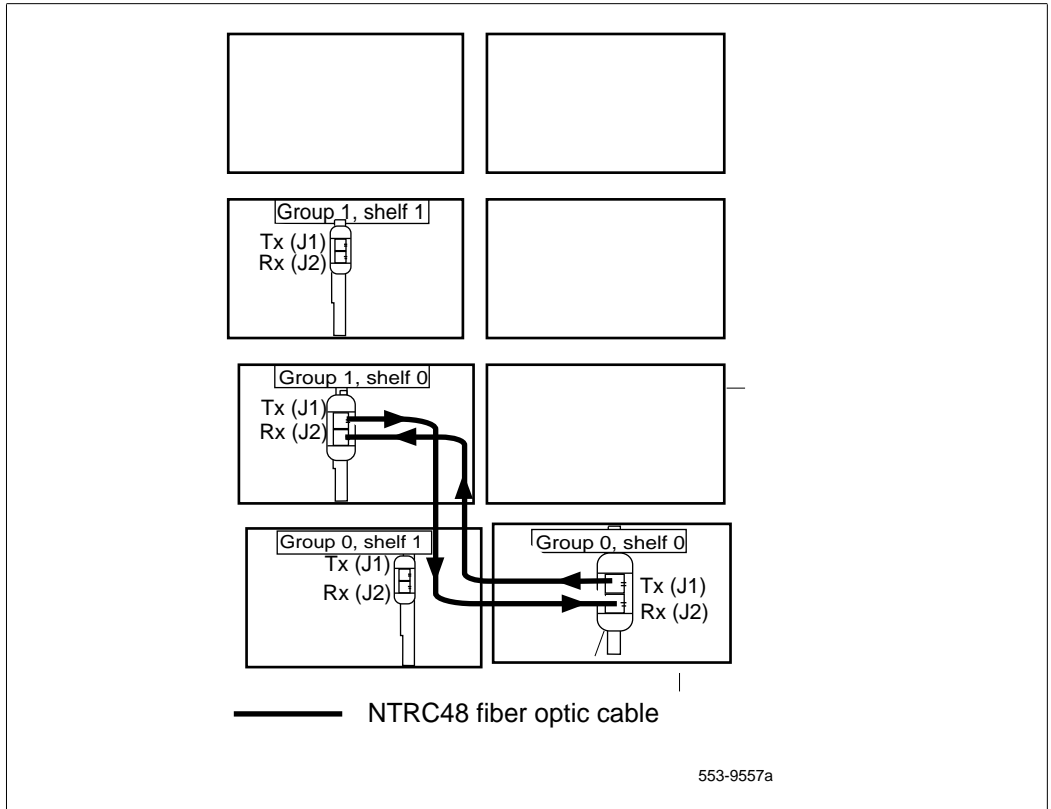 Group 1, shelf 1
Tx (J1)
Rx (J2)
Group 1, shelf 0
Tx (J1)
Rx (J2)
Group 0, shelf 1
Tx (J1)
Rx (J2)
Group 0, shelf 0
Tx (J1)
Rx (J2)
NTRC48 fiber optic cable
553-9557a